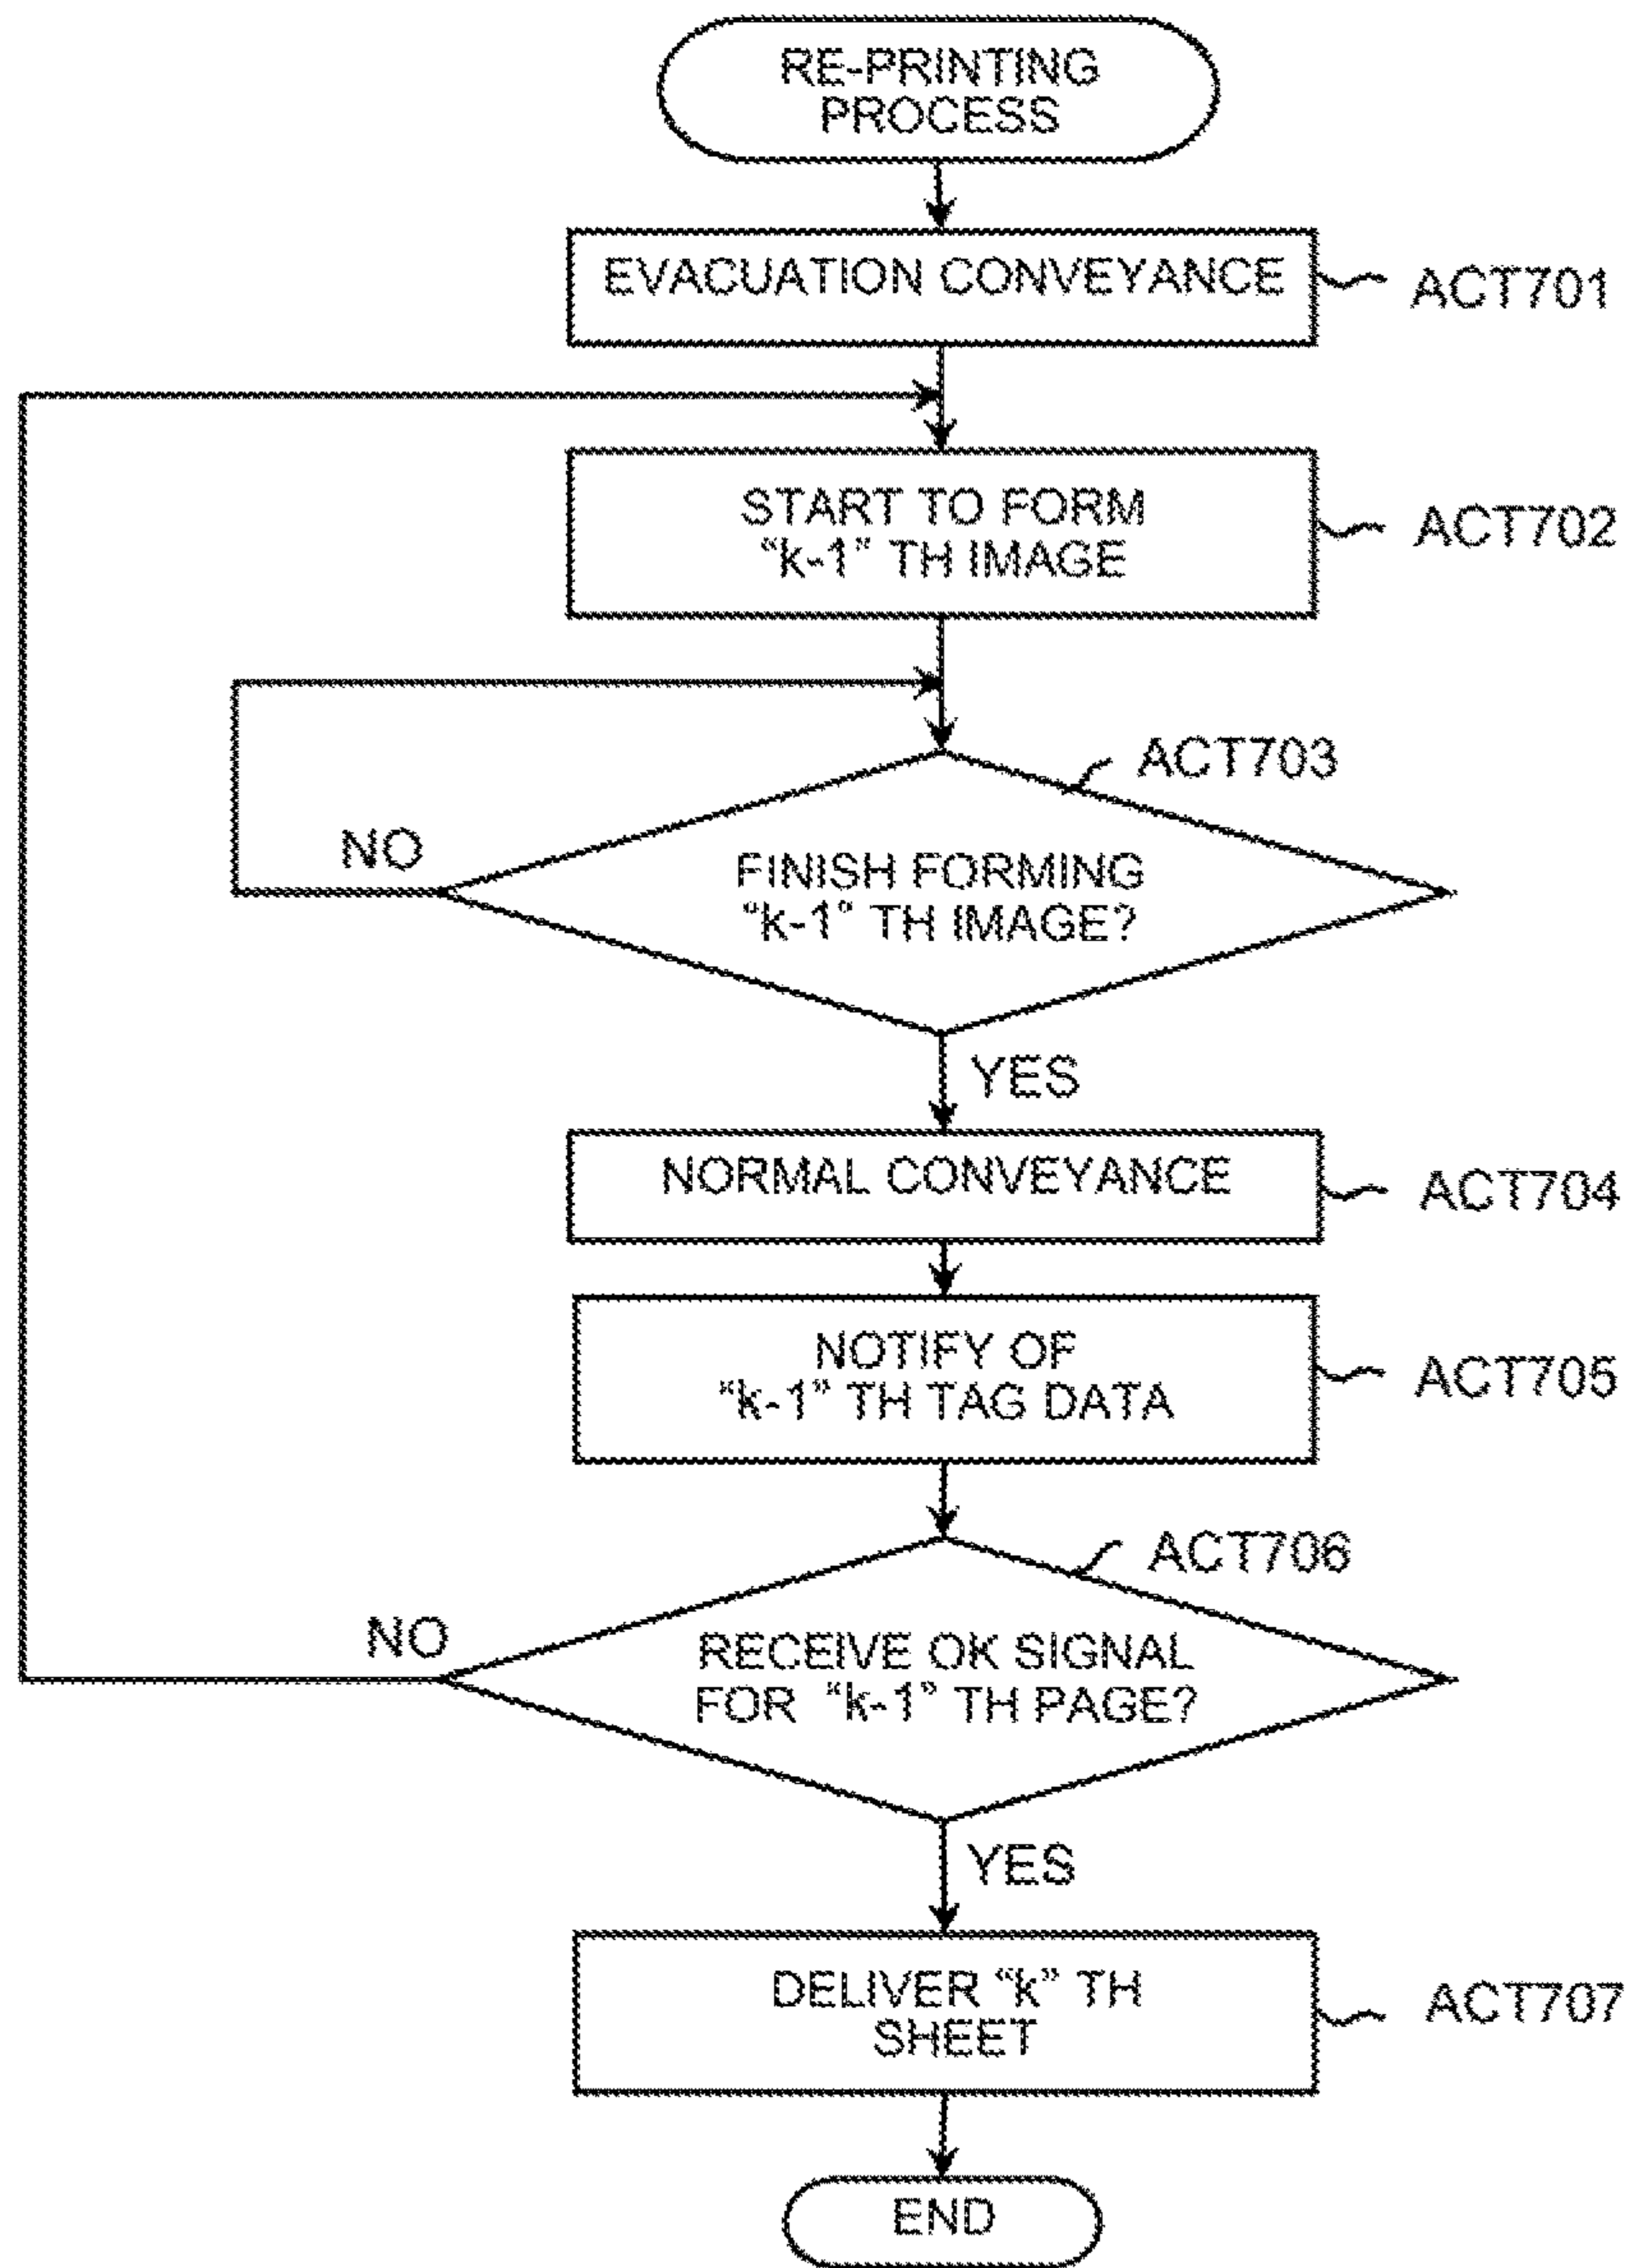 RE-PRINTING
PROCESS
EVACUATION CONVEYANCE
ACT701
START TO FORM
“k-1” TH IMAGE
ACT702
ACT703
NO
FINISH FORMING
“k-1” TH IMAGE?
YES
NORMAL CONVEYANCE
ACT704
NOTIFY OF
“k-1” TH TAG DATA
ACT705
ACT706
NO
RECEIVE OK SIGNAL
FOR “k-1” TH PAGE?
YES
DELIVER “k” TH
SHEET
ACT707
END